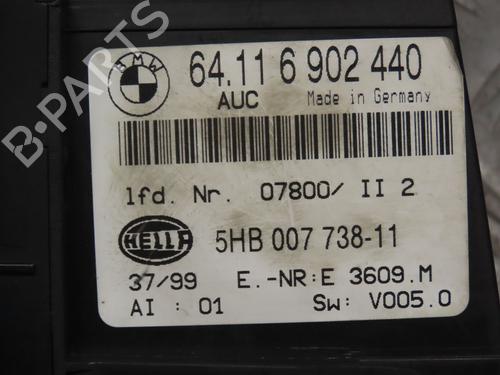 B-PARTS
BMW
64.11 6 902 440
AUC Made in Germany
lfd. Nr. 07800/ II 2
HELLA 5HB 007 738-11
37/99 E.-NR:E 3609.M
AI : 01 SW: V005.0